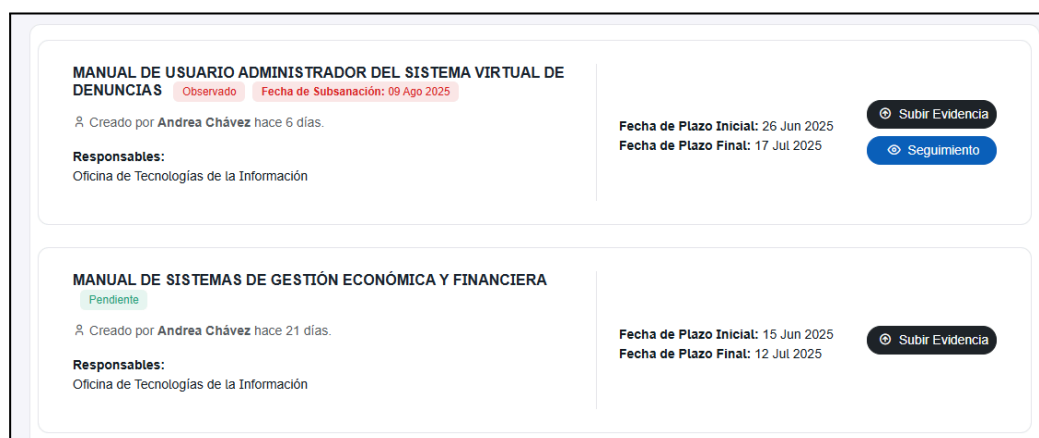 MANUAL DE USUARIO ADMINISTRADOR DEL SISTEMA VIRTUAL DE
DENUNCIAS Observado Fecha de Subsanación: 09 Ago 2025
Creado por Andrea Chávez hace 6 días.
Responsables:
Oficina de Tecnologías de la Información
Fecha de Plazo Inicial: 26 Jun 2025
Fecha de Plazo Final: 17 Jul 2025
Subir Evidencia
Seguimiento
MANUAL DE SISTEMAS DE GESTIÓN ECONÓMICA Y FINANCIERA
Pendiente
Creado por Andrea Chávez hace 21 días.
Responsables:
Oficina de Tecnologías de la Información
Fecha de Plazo Inicial: 15 Jun 2025
Fecha de Plazo Final: 12 Jul 2025
Subir Evidencia